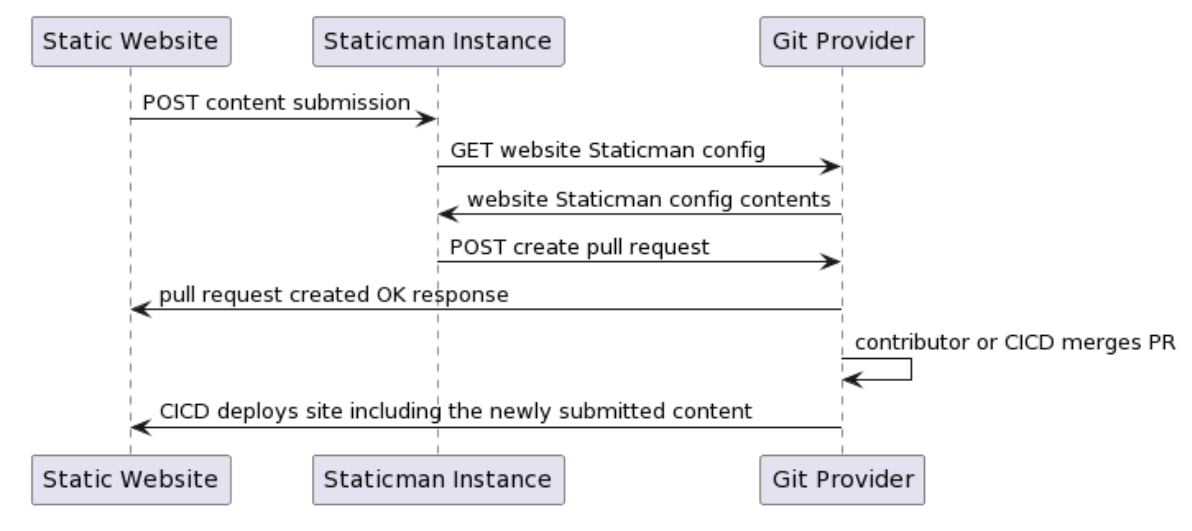 Static Website
Staticman Instance
Git Provider
POST content submission
GET website Staticman config
website Staticman config contents
POST create pull request
pull request created OK response
contributor or CICD merges PR
CICD deploys site including the newly submitted content
Static Website
Staticman Instance
Git Provider